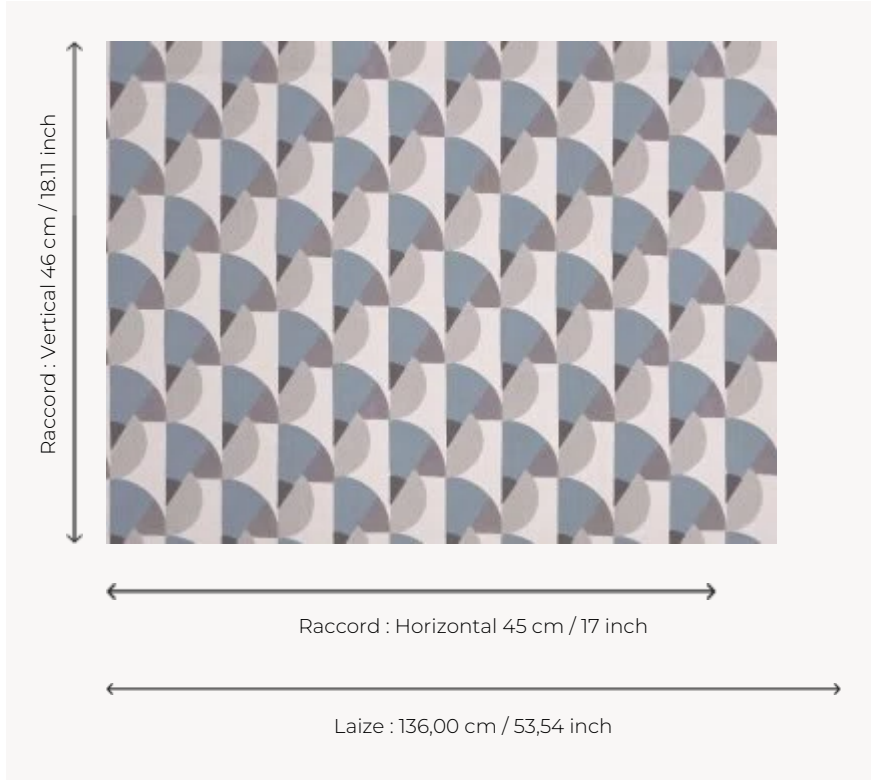 Raccord : Vertical 46 cm / 18.11 inch
Raccord : Horizontal 45 cm / 17 inch
Laize : 136,00 cm / 53,54 inch